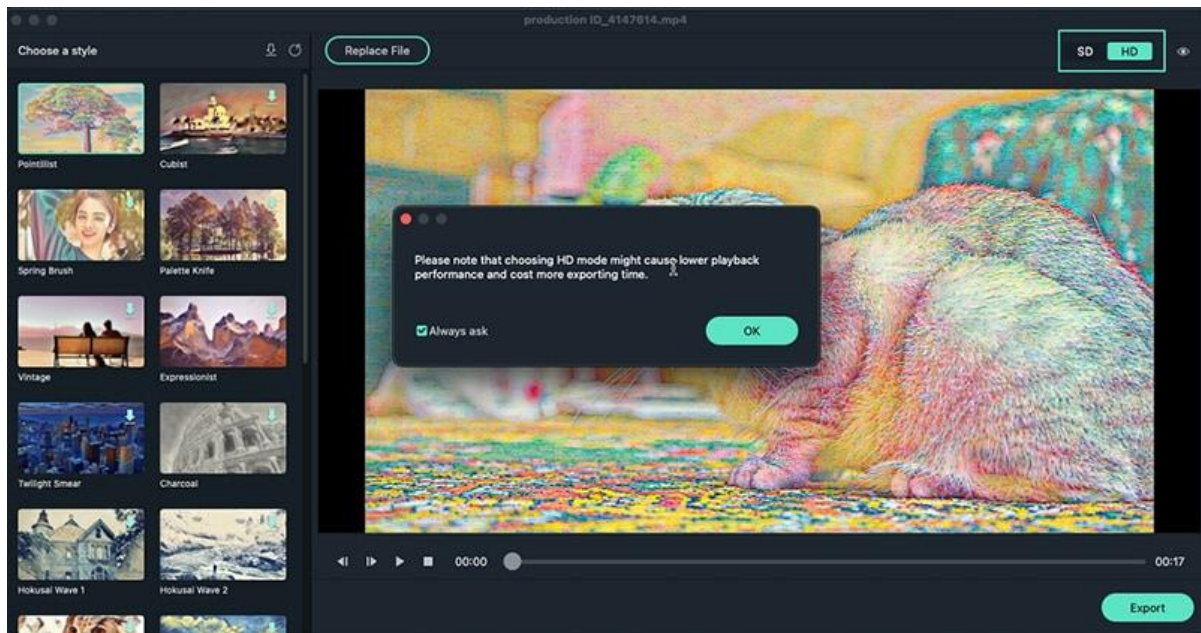 production ID_4147614.mp4
Choose a style
Replace File
SD HD
Pointillist
Cubist
Spring Brush
Palette Knife
Vintage
Expressionist
Twilight Smear
Charcoal
Hokusai Wave 1
Hokusai Wave 2
Please note that choosing HD mode might cause lower playback
performance and cost more exporting time.
Always ask
OK
00:00
00:17
Export